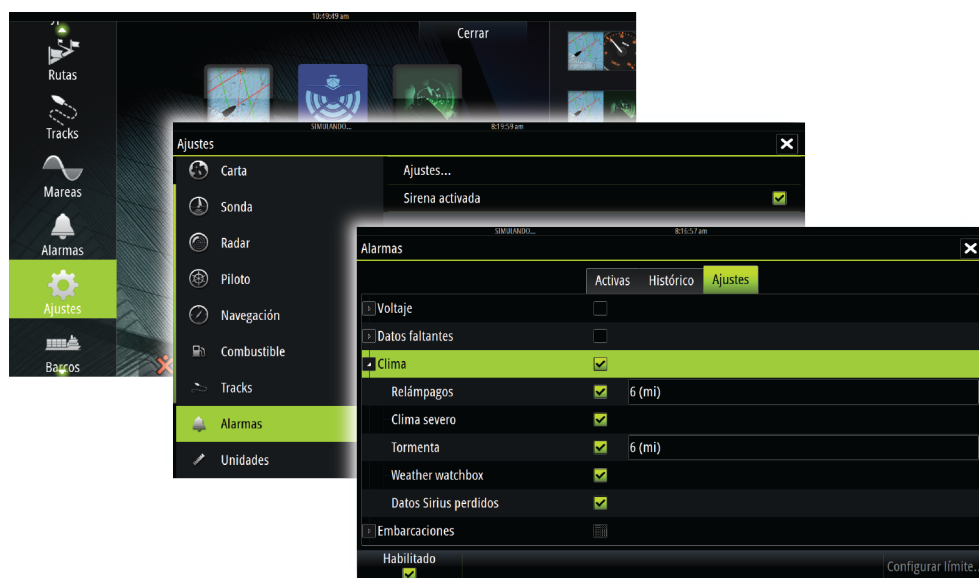 10:49:49 am
Cerrar
Rutas
Tracks
Mareas
Alarmas
Ajustes
Barcos
SIMULANDO...
8:19:59 am
Ajustes
Carta
Sonda
Radar
Piloto
Navegación
Combustible
Tracks
Alarmas
Unidades
Ajustes...
Sirena activada
SIMULANDO...
8:16:57 am
Alarmas
Activas Histórico Ajustes
Voltaje
Datos faltantes
Clima
Relámpagos 6 (mi)
Clima severo
Tormenta 6 (mi)
Weather watchbox
Datos Sirius perdidos
Embarcaciones
Habilitado
Configurar límite.